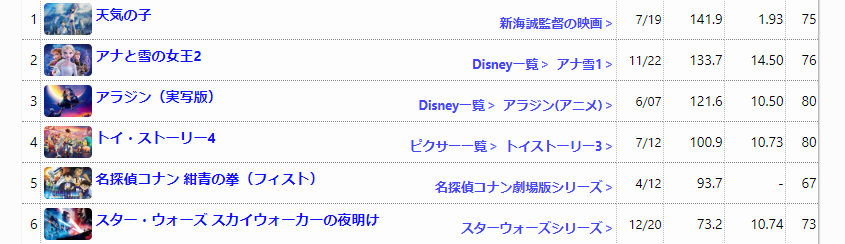 1 天気の子 新海誠監督の映画 > 7/19 141.9 1.93 75
2 アナと雪の女王2 Disney一覧 > アナ雪1 > 11/22 133.7 14.50 76
3 アラジン（実写版） Disney一覧 > アラジン(アニメ) > 6/07 121.6 10.50 80
4 トイ・ストーリー4 ピクサー一覧 > トイストーリー3 > 7/12 100.9 10.73 80
5 名探偵コナン 紺青の拳（フィスト） 名探偵コナン劇場版シリーズ > 4/12 93.7 - 67
6 スター・ウォーズ スカイウォーカーの夜明け スターウォーズシリーズ > 12/20 73.2 10.74 73